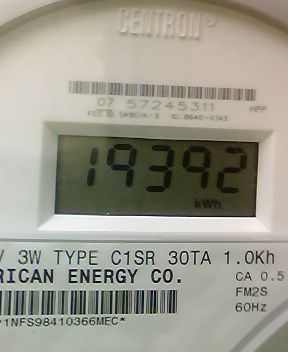 CENTRON®
07 57245311
HPP
19392
kWh
V 3W TYPE C1SR 30TA 1.0Kh
RICAN ENERGY CO.
CA 0.5
FM2S
60Hz
*1NFS98410366MEC*